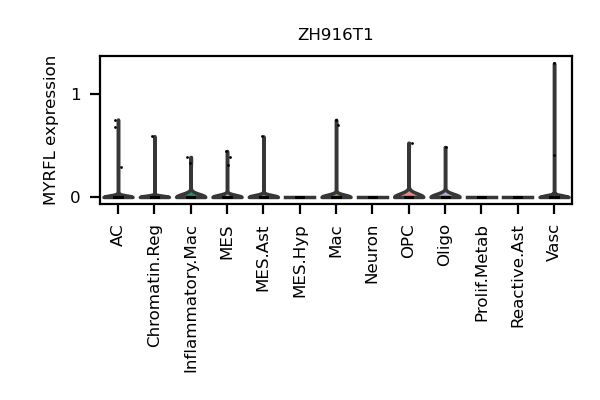 ZH916T1
MYRFL expression
1
0
AC
Chromatin.Reg
Inflammatory.Mac
MES
MES.Ast
MES.Hyp
Mac
Neuron
OPC
Oligo
Prolif.Metab
Reactive.Ast
Vasc